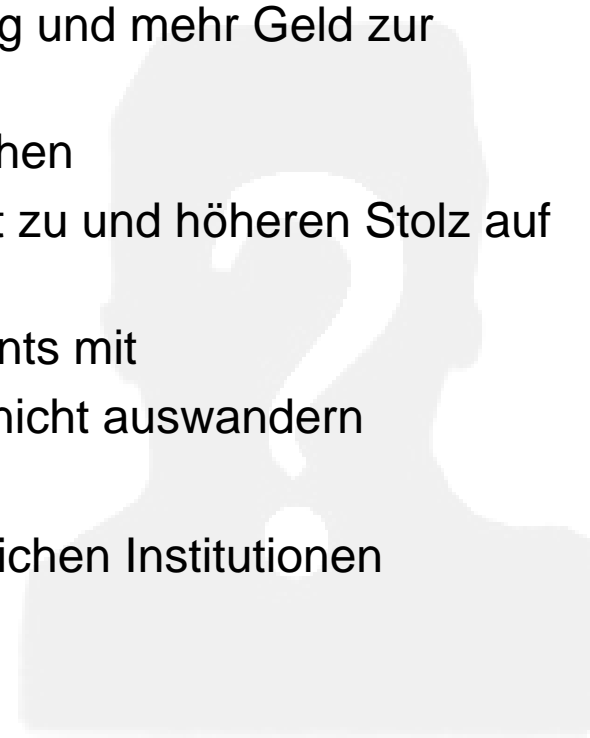 g und mehr Geld zur
hen
t zu und höheren Stolz auf
nts mit
nicht auswandern
ichen Institutionen